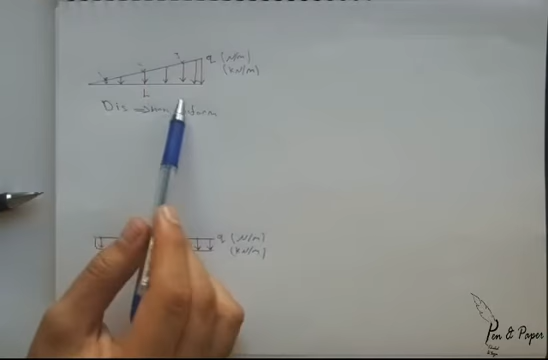 q (N/m)
(kN/m)
L
Dis
q (N/m)
(kN/m)
Pen & Paper